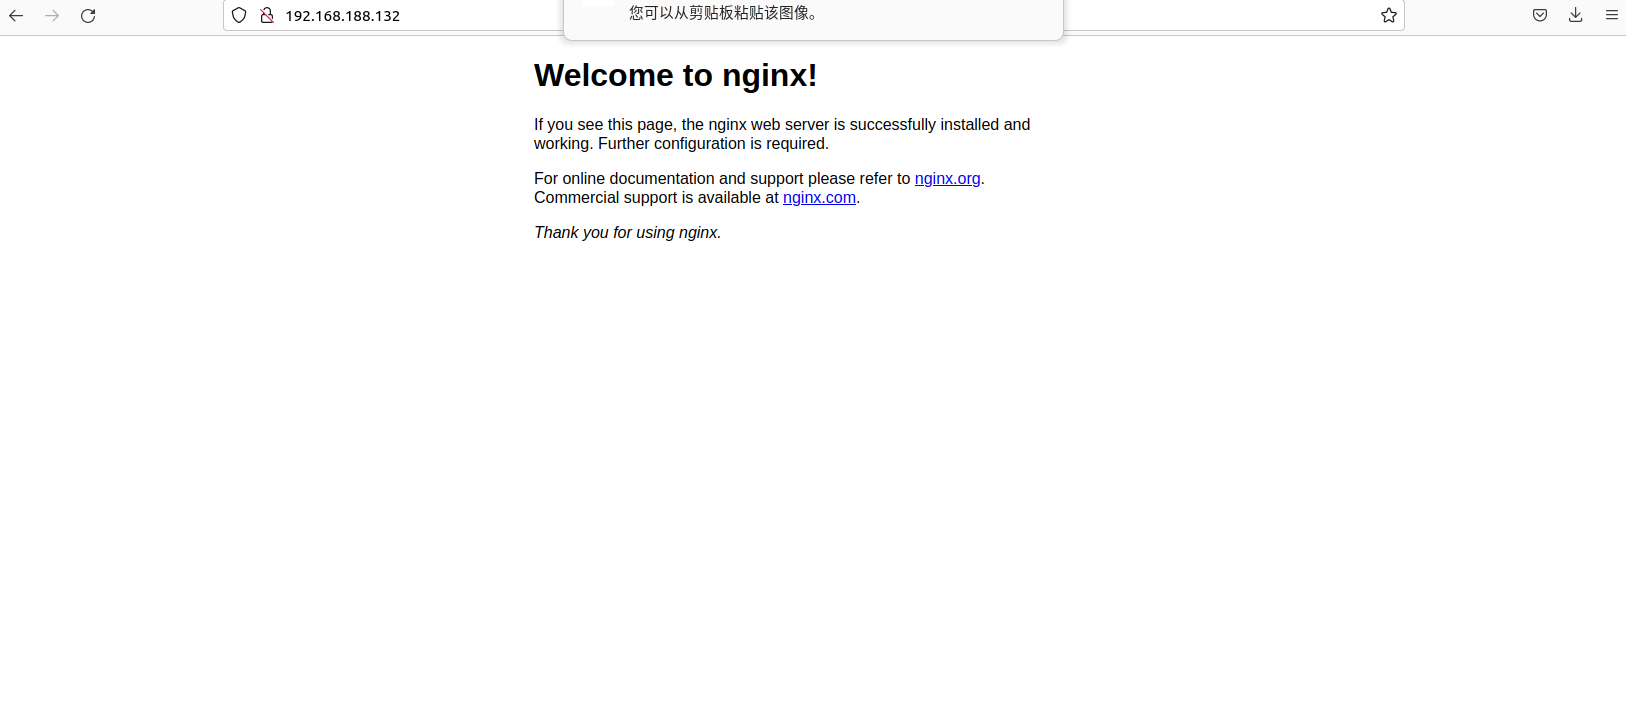 192.168.188.132
您可以从剪贴板粘贴该图像。
Welcome to nginx!
If you see this page, the nginx web server is successfully installed and
working. Further configuration is required.
For online documentation and support please refer to nginx.org.
Commercial support is available at nginx.com.
Thank you for using nginx.